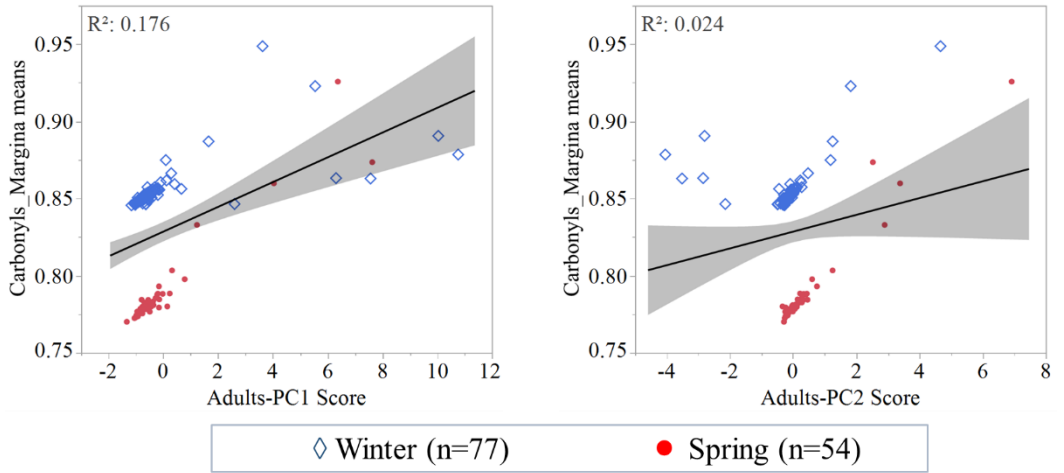 R²: 0.176
Carbonyls_Margina means
0.95
0.90
0.85
0.80
0.75
-2 0 2 4 6 8 10 12
Adults-PC1 Score
R²: 0.024
Carbonyls_Margina means
0.95
0.90
0.85
0.80
0.75
-4 -2 0 2 4 6 8
Adults-PC2 Score
Winter (n=77) Spring (n=54)